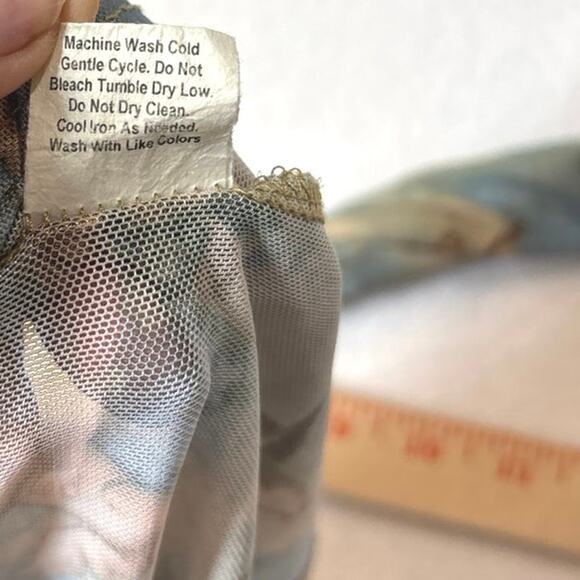 Machine Wash Cold
Gentle Cycle. Do Not
Bleach Tumble Dry Low.
Do Not Dry Clean.
Cool Iron As Needed.
Wash With Like Colors